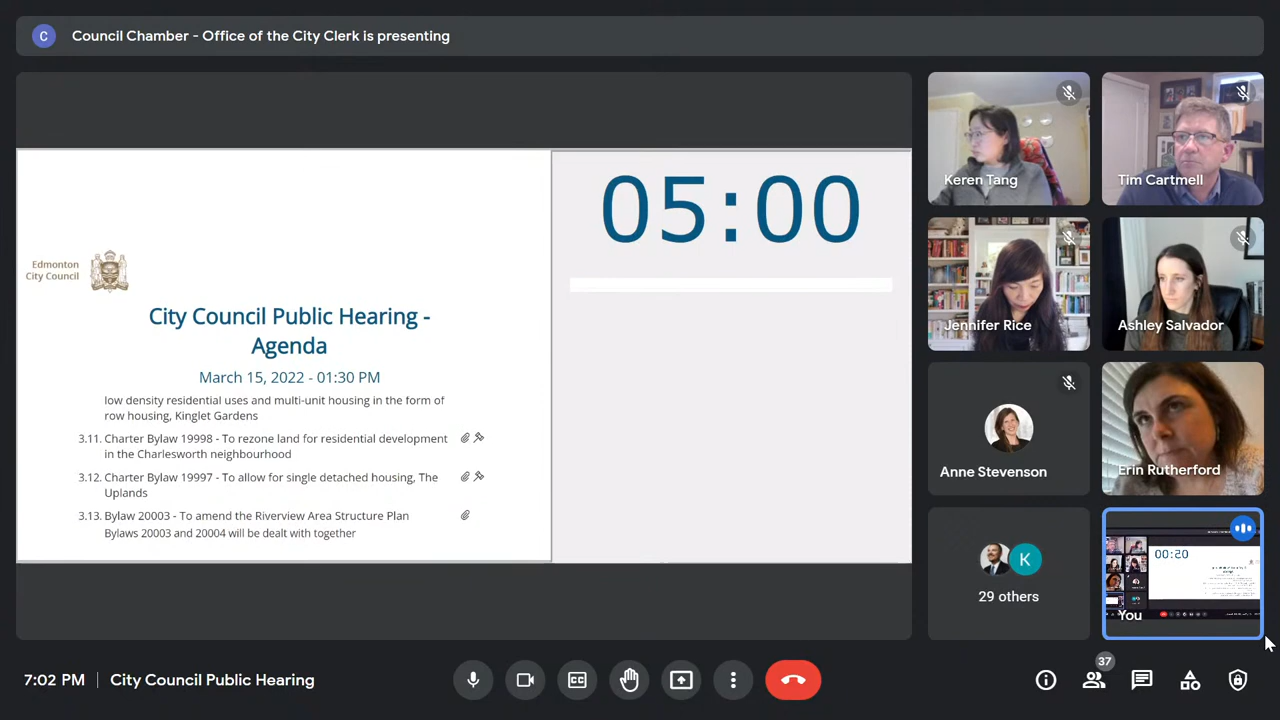 C Council Chamber - Office of the City Clerk is presenting
Edmonton
City Council
City Council Public Hearing -
Agenda
March 15, 2022 - 01:30 PM
low density residential uses and multi-unit housing in the form of
row housing, Kinglet Gardens
3.11. Charter Bylaw 19998 - To rezone land for residential development
in the Charlesworth neighbourhood
3.12. Charter Bylaw 19997 - To allow for single detached housing, The
Uplands
3.13. Bylaw 20003 - To amend the Riverview Area Structure Plan
Bylaws 20003 and 20004 will be dealt with together
05:00
Keren Tang
Tim Cartmell
Jennifer Rice
Ashley Salvador
Anne Stevenson
Erin Rutherford
K
29 others
00:50
You
7:02 PM | City Council Public Hearing
CC
37